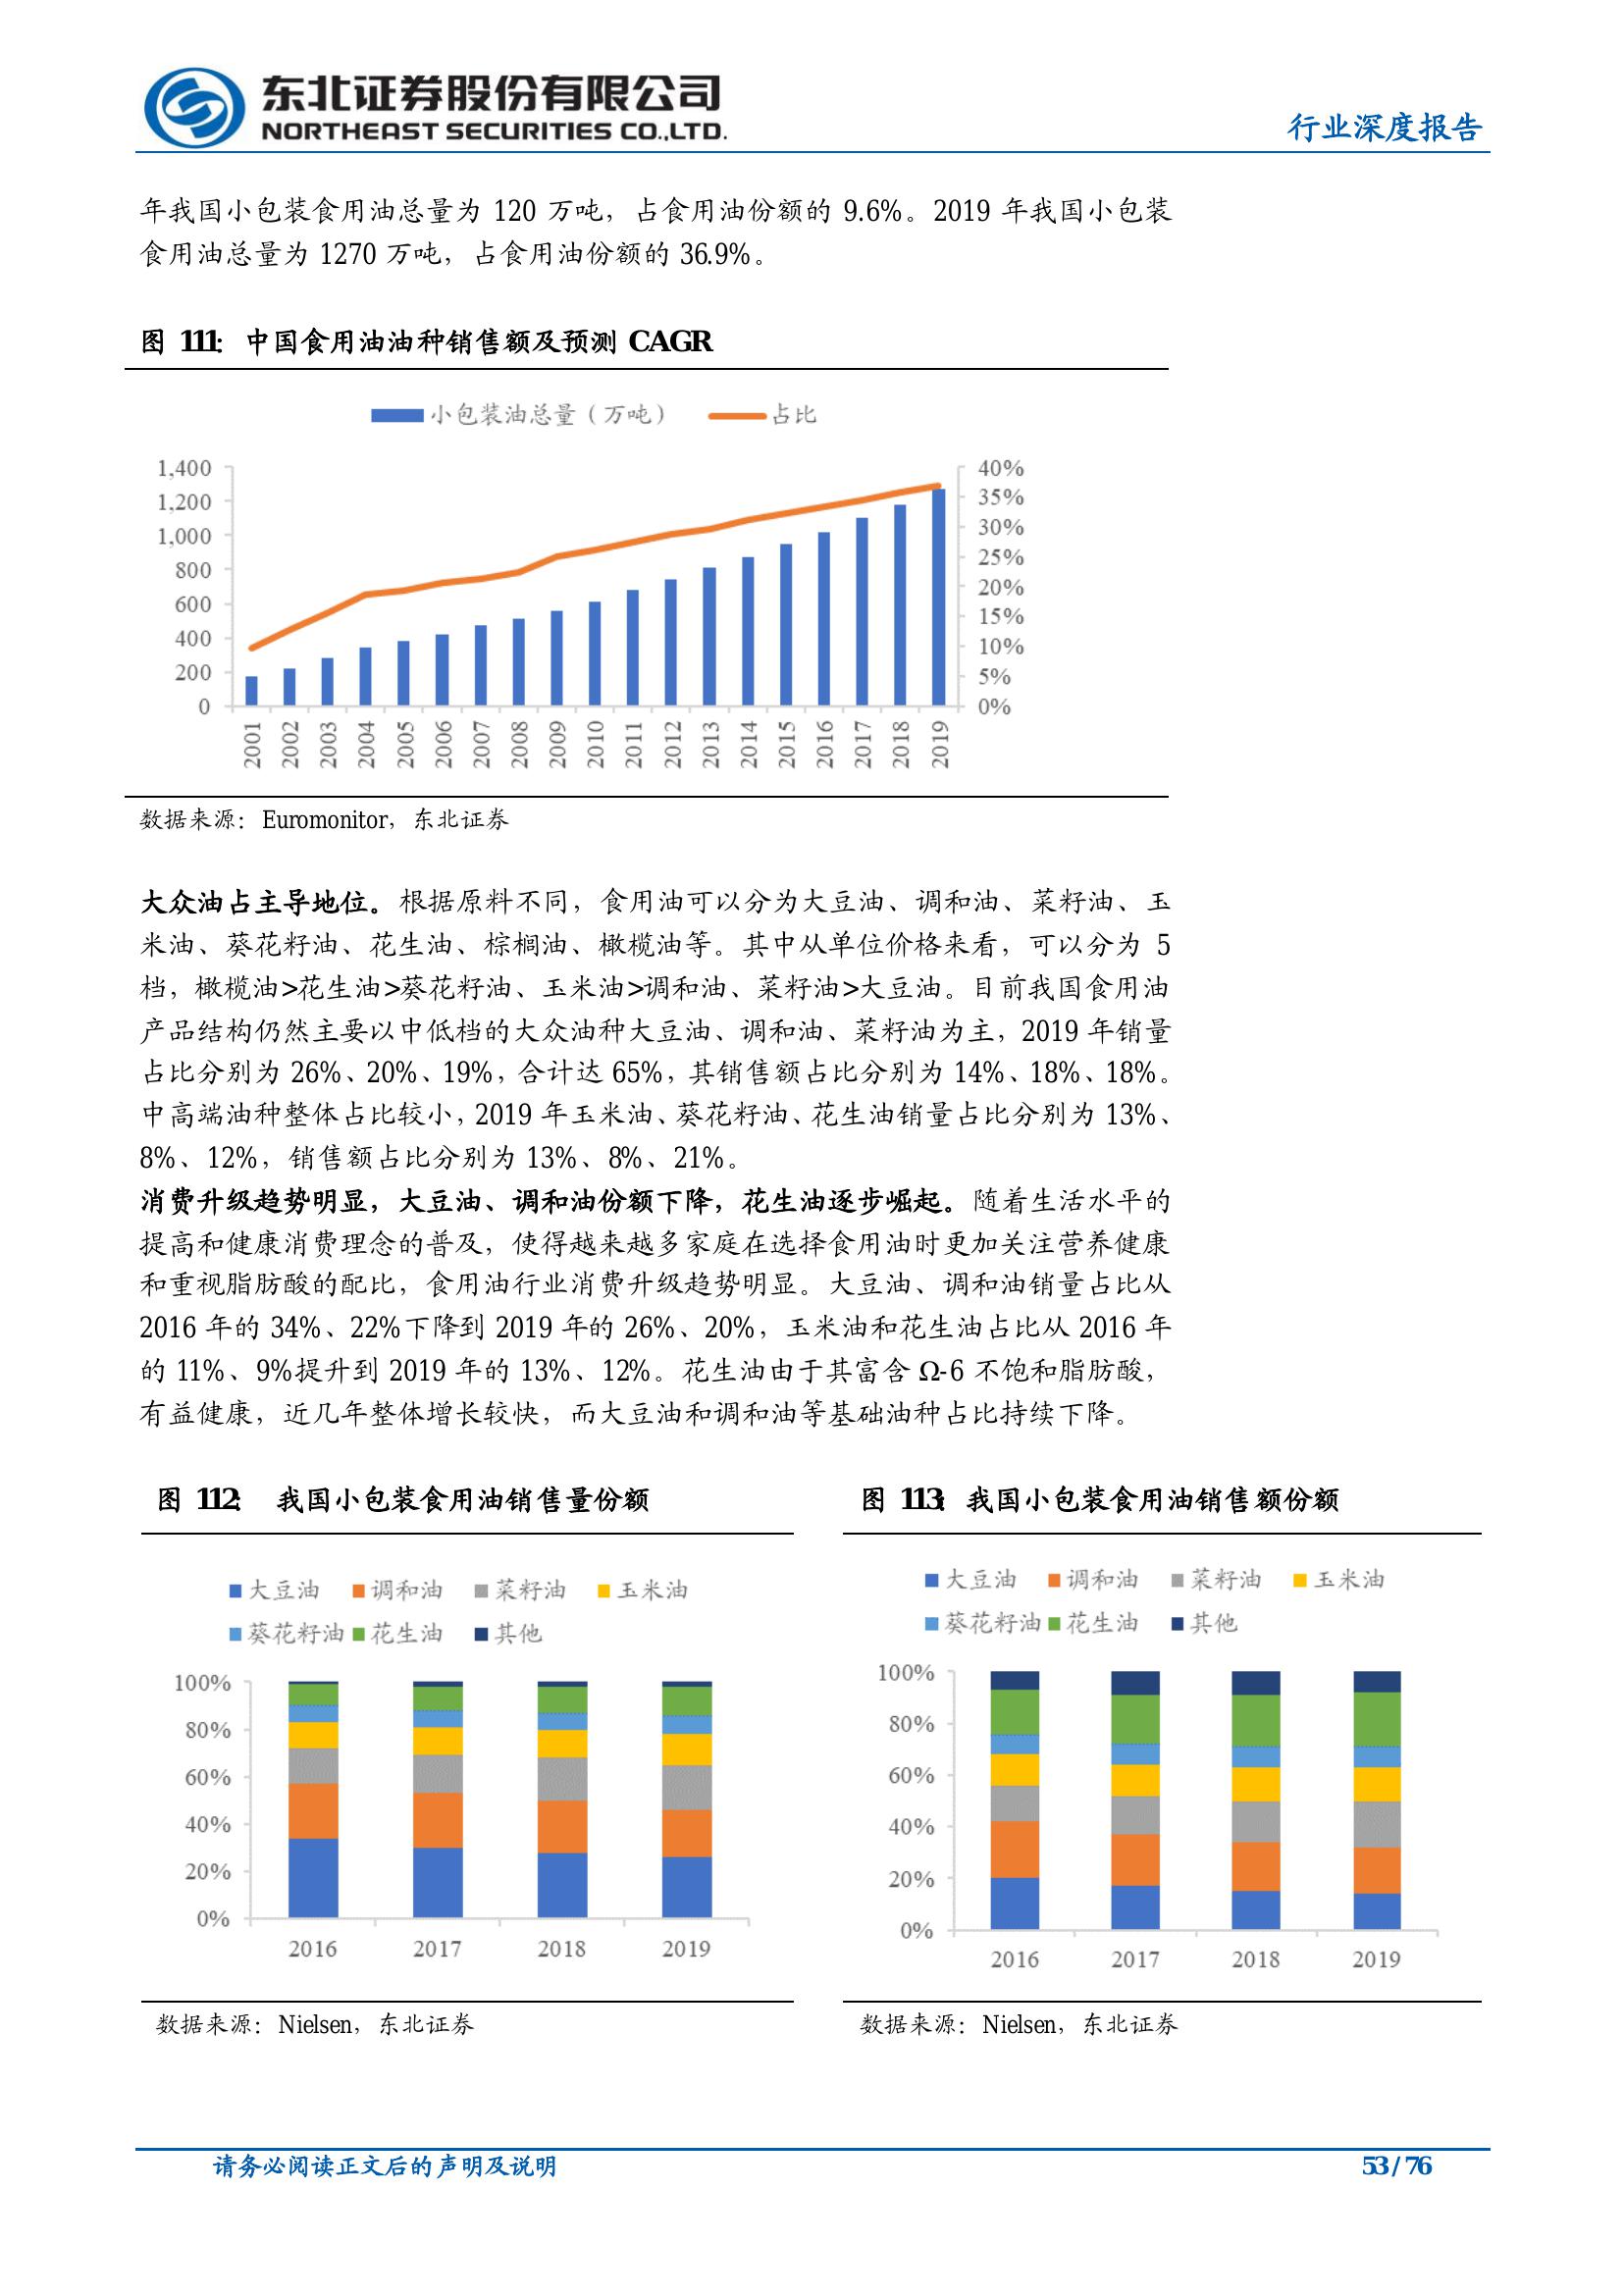 东北证券股份有限公司
NORTHEAST SECURITIES CO.,LTD.
行业深度报告
年我国小包装食用油总量为 120 万吨，占食用油份额的 9.6%。2019 年我国小包装
食用油总量为 1270 万吨，占食用油份额的 36.9%。
图 111：中国食用油油种销售额及预测 CAGR
小包装油总量（万吨） 占比
1,400 40%
1,200 35%
1,000 30%
800 25%
600 20%
400 15%
200 10%
0 5%
0%
2001 2002 2003 2004 2005 2006 2007 2008 2009 2010 2011 2012 2013 2014 2015 2016 2017 2018 2019
数据来源：Euromonitor，东北证券
大众油占主导地位。根据原料不同，食用油可以分为大豆油、调和油、菜籽油、玉
米油、葵花籽油、花生油、棕榈油、橄榄油等。其中从单位价格来看，可以分为 5
档，橄榄油>花生油>葵花籽油、玉米油>调和油、菜籽油>大豆油。目前我国食用油
产品结构仍然主要以中低档的大众油种大豆油、调和油、菜籽油为主，2019 年销量
占比分别为 26%、20%、19%，合计达 65%，其销售额占比分别为 14%、18%、18%。
中高端油种整体占比较小，2019 年玉米油、葵花籽油、花生油销量占比分别为 13%、
8%、12%，销售额占比分别为 13%、8%、21%。
消费升级趋势明显，大豆油、调和油份额下降，花生油逐步崛起。随着生活水平的
提高和健康消费理念的普及，使得越来越多家庭在选择食用油时更加关注营养健康
和重视脂肪酸的配比，食用油行业消费升级趋势明显。大豆油、调和油销量占比从
2016 年的 34%、22%下降到 2019 年的 26%、20%，玉米油和花生油占比从 2016 年
的 11%、9%提升到 2019 年的 13%、12%。花生油由于其富含 Ω-6 不饱和脂肪酸，
有益健康，近几年整体增长较快，而大豆油和调和油等基础油种占比持续下降。
图 112： 我国小包装食用油销售量份额
大豆油 调和油 菜籽油 玉米油
葵花籽油 花生油 其他
100%
80%
60%
40%
20%
0%
2016 2017 2018 2019
数据来源：Nielsen，东北证券
图 113：我国小包装食用油销售额份额
大豆油 调和油 菜籽油 玉米油
葵花籽油 花生油 其他
100%
80%
60%
40%
20%
0%
2016 2017 2018 2019
数据来源：Nielsen，东北证券
请务必阅读正文后的声明及说明
53 / 76